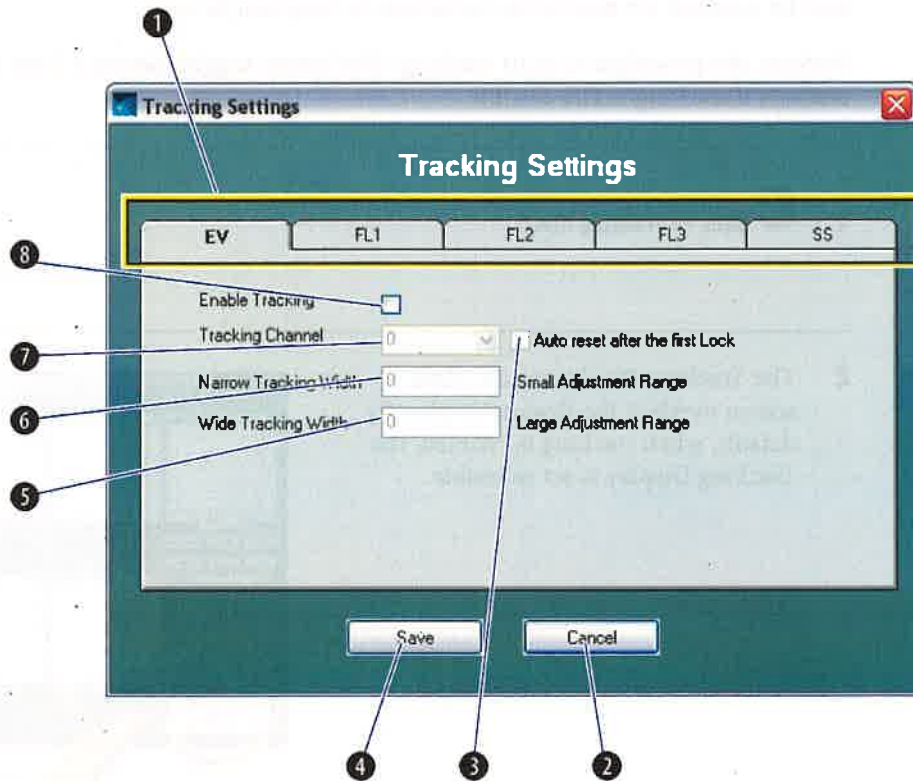 1
Tracking Settings
Tracking Settings
EV FL1 FL2 FL3 SS
8
Enable Tracking
7
Tracking Channel 0 Auto reset after the first Lock
6
Narrow Tracking Width 0 Small Adjustment Range
Wide Tracking Width 0 Large Adjustment Range
5
Save Cancel
4 3 2